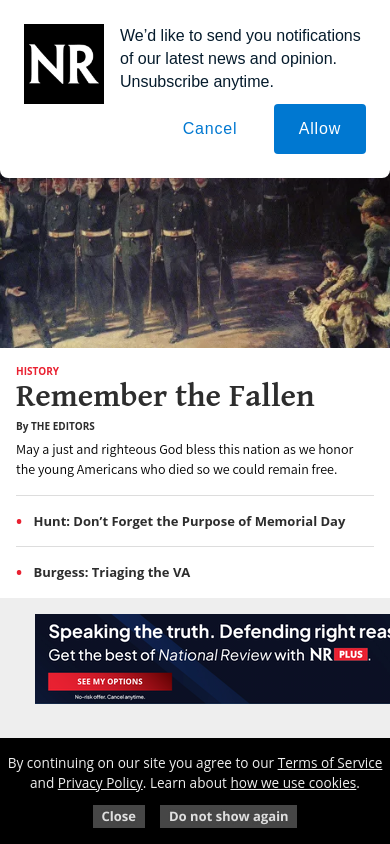 NR
We'd like to send you notifications
of our latest news and opinion.
Unsubscribe anytime.
Cancel
Allow
HISTORY
Remember the Fallen
By THE EDITORS
May a just and righteous God bless this nation as we honor
the young Americans who died so we could remain free.
• Hunt: Don't Forget the Purpose of Memorial Day
• Burgess: Triaging the VA
Speaking the truth. Defending right reas
Get the best of National Review with NR PLUS.
SEE MY OPTIONS
No-risk offer. Cancel anytime.
By continuing on our site you agree to our Terms of Service
and Privacy Policy. Learn about how we use cookies.
Close
Do not show again